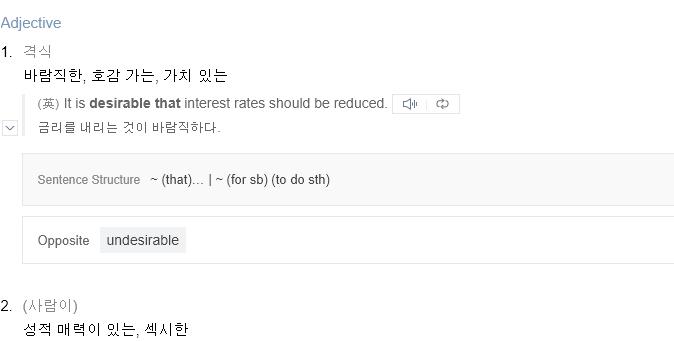 Adjective
1. 격식
바람직한, 호감 가는, 가치 있는
(英) It is desirable that interest rates should be reduced.
금리를 내리는 것이 바람직하다.
Sentence Structure ~ (that)... | ~ (for sb) (to do sth)
Opposite undesirable
2. (사람이)
성적 매력이 있는, 섹시한